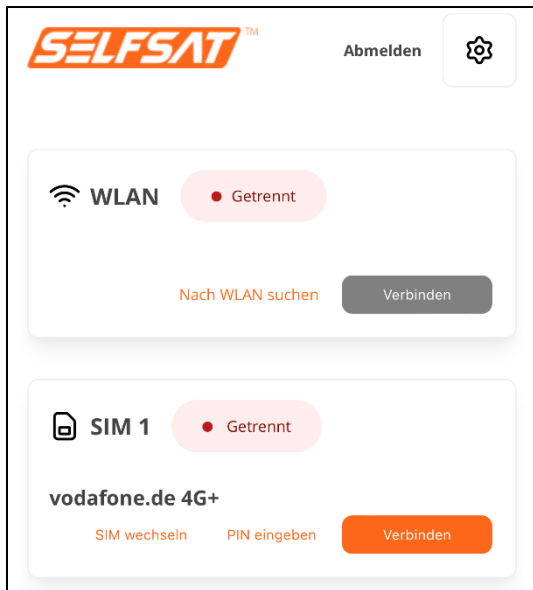 SELFSAT™
Abmelden
WLAN
Getrennt
Nach WLAN suchen
Verbinden
SIM 1
Getrennt
vodafone.de 4G+
SIM wechseln
PIN eingeben
Verbinden